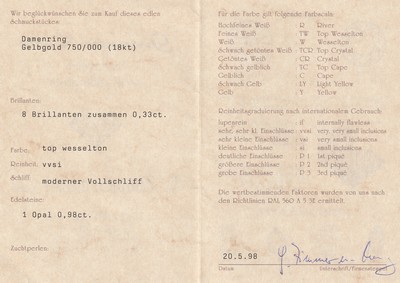 Wir beglückwünschen Sie zum Kauf dieses edlen
Schmuckstückes:
Damenring
Gelbgold 750/000 (18kt)
Brillanten:
8 Brillanten zusammen 0,33ct.
Farbe: top wesselton
Reinheit: vvsi
Schliff: moderner Vollschliff
Edelsteine:
1 Opal 0,98ct.
Zuchtperlen:
Für die Farbe gilt folgende Farbscala:
Hochfeines Weiß : R River
Feines Weiß : TW Top Wesselton
Weiß : W Wesselton
Schwach getöntes Weiß : TCR Top Crystal
Getöntes Weiß : CR Crystal
Schwach gelblich : TC Top Cape
Gelblich : C Cape
Schwach Gelb : LY Light Yellow
Gelb : Y Yellow
Reinheitsgraduierung nach internationalem Gebrauch:
lupenrein : if internally flawless
sehr, sehr kl. Einschlüsse : vvsi very, very small inclusions
sehr kleine Einschlüsse : vsi very small inclusions
kleine Einschlüsse : si small inclusions
deutliche Einschlüsse : P 1 1st piqué
größere Einschlüsse : P 2 2nd piqué
grobe Einschlüsse : P 3 3rd piqué
Die wertbestimmenden Faktoren wurden von uns nach
den Richtlinien RAL 560 A 5 3E ermittelt.
20.5.98
Datum Unterschrift/Firmenstempel